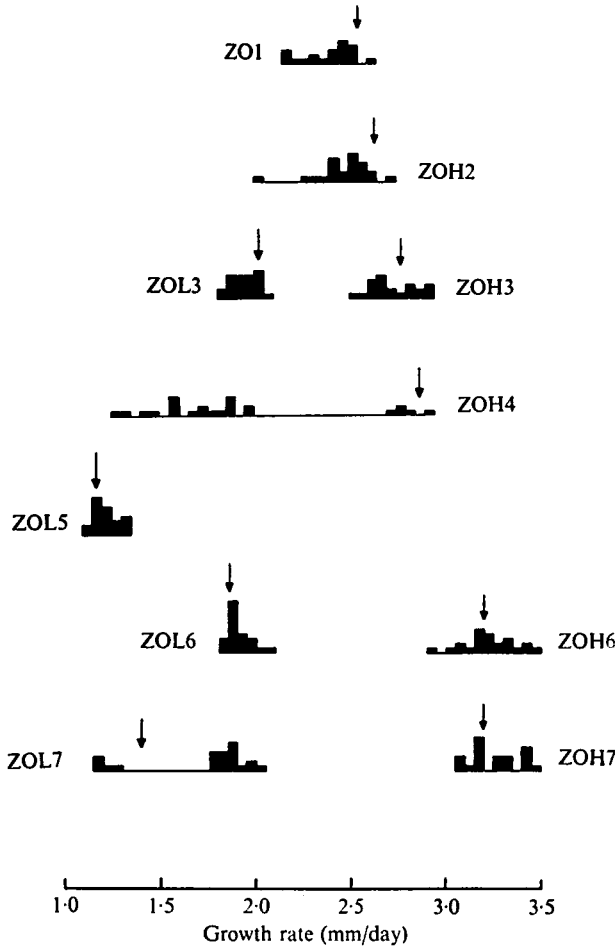 ZO1
ZOH2
ZOL3 ZOH3
ZOH4
ZOL5
ZOL6 ZOH6
ZOL7 ZOH7
1·0 1·5 2·0 2·5 3·0 3·5
Growth rate (mm/day)